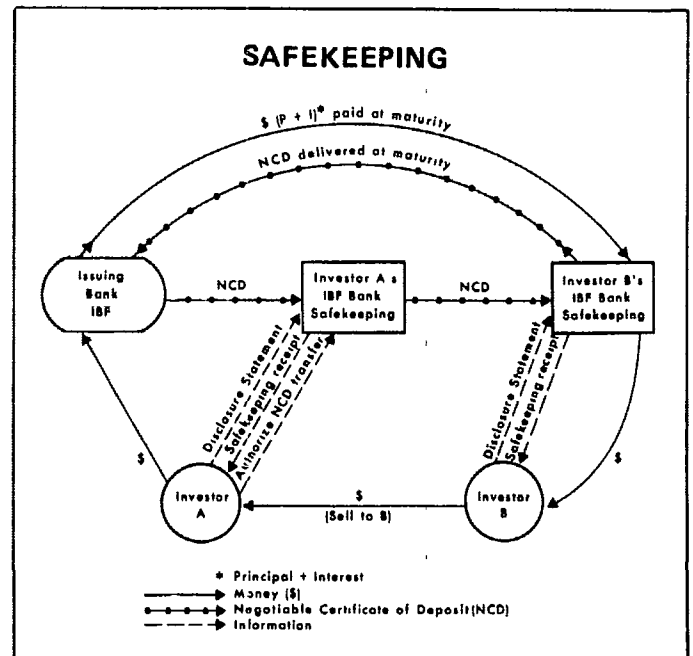 SAFEKEEPING
$ (P + I)* paid at maturity
NCD delivered at maturity
Issuing
Bank
IBF
NCD
Investor A s
IBF Bank
Safekeeping
NCD
Investor B's
IBF Bank
Safekeeping
Disclosure Statement
Safekeeping receipt
Authorize NCD transfer
Disclosure Statement
Safekeeping receipt
$
Investor
A
$
(Sell to B)
Investor
B
$
* Principal + Interest
Money ($)
Negotiable Certificate of Deposit(NCD)
Information